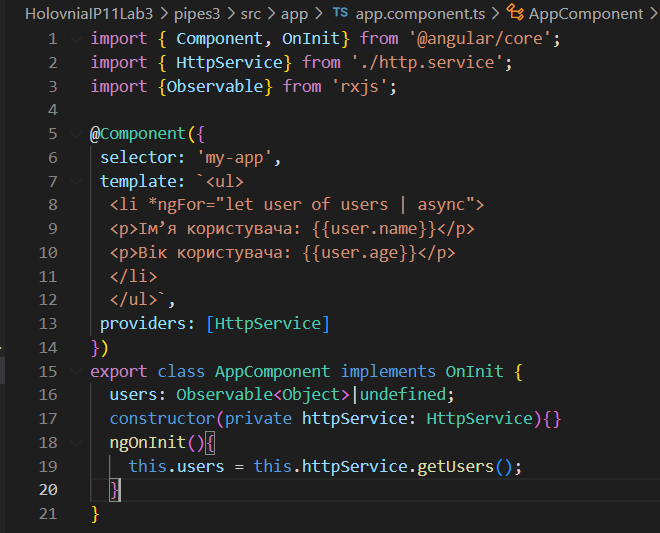 HolovniaIP11Lab3 > pipes3 > src > app > TS app.component.ts > AppComponent >
1 import { Component, OnInit} from '@angular/core';
2 import { HttpService} from './http.service';
3 import {Observable} from 'rxjs';
4
5 @Component({
6 selector: 'my-app',
7 template: `<ul>
8 <li *ngFor="let user of users | async">
9 <p>Ім’я користувача: {{user.name}}</p>
10 <p>Вік користувача: {{user.age}}</p>
11 </li>
12 </ul>`,
13 providers: [HttpService]
14 })
15 export class AppComponent implements OnInit {
16 users: Observable<Object>|undefined;
17 constructor(private httpService: HttpService){}
18 ngOnInit(){
19 this.users = this.httpService.getUsers();
20 }
21 }